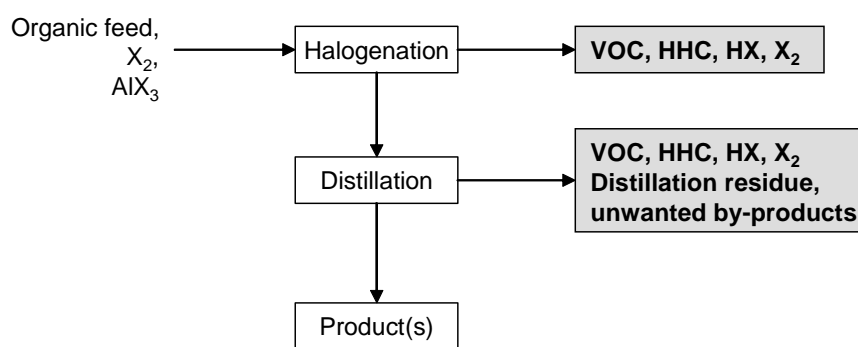 Organic feed,
X₂,
AlX₃
Halogenation
VOC, HHC, HX, X₂
Distillation
VOC, HHC, HX, X₂
Distillation residue,
unwanted by-products
Product(s)